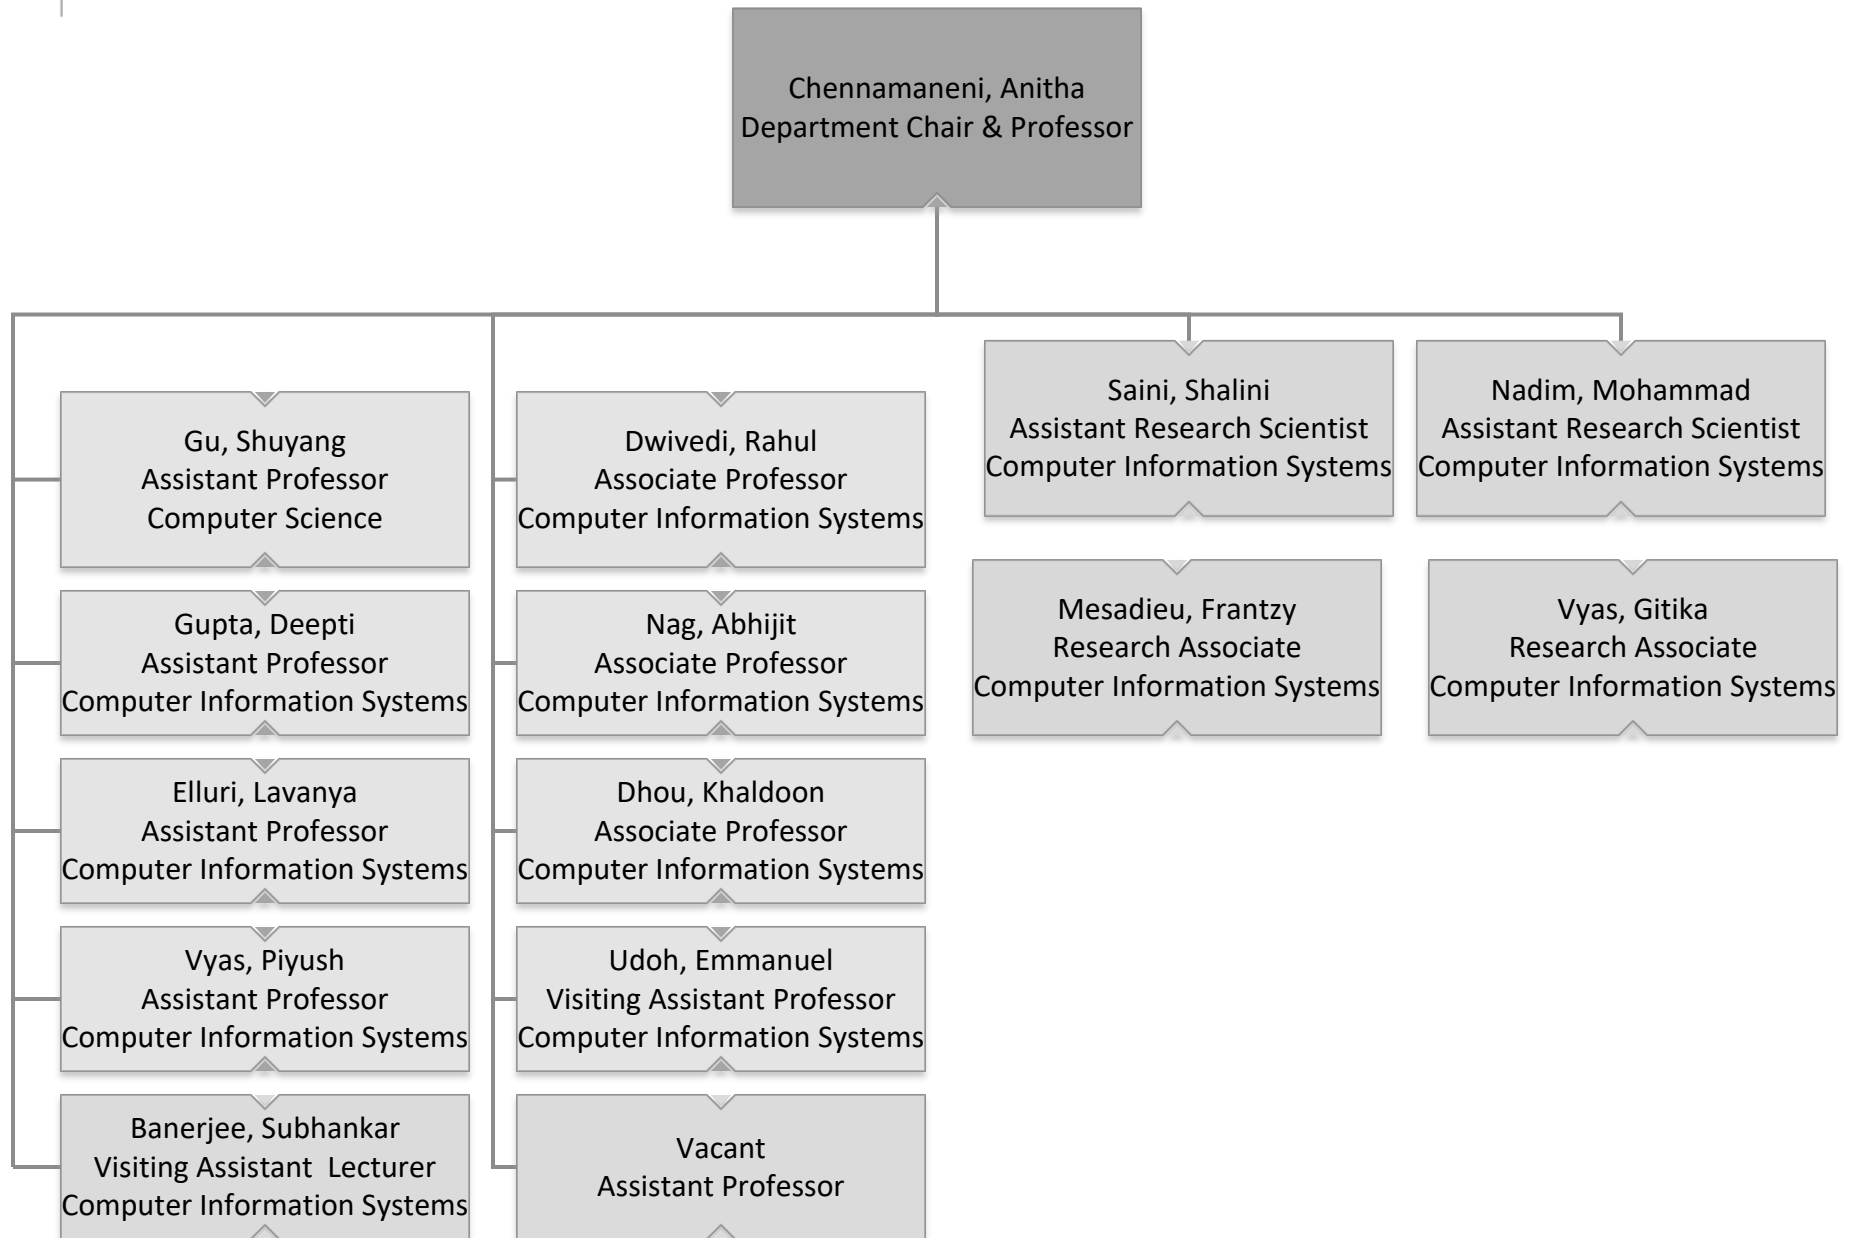 Chennamaneni, Anitha
Department Chair & Professor
Gu, Shuyang
Assistant Professor
Computer Science
Gupta, Deepti
Assistant Professor
Computer Information Systems
Elluri, Lavanya
Assistant Professor
Computer Information Systems
Vyas, Piyush
Assistant Professor
Computer Information Systems
Banerjee, Subhankar
Visiting Assistant  Lecturer
Computer Information Systems
Dwivedi, Rahul
Associate Professor
Computer Information Systems
Nag, Abhijit
Associate Professor
Computer Information Systems
Dhou, Khaldoon
Associate Professor
Computer Information Systems
Udoh, Emmanuel
Visiting Assistant Professor
Computer Information Systems
Vacant
Assistant Professor
Saini, Shalini
Assistant Research Scientist
Computer Information Systems
Mesadieu, Frantzy
Research Associate
Computer Information Systems
Nadim, Mohammad
Assistant Research Scientist
Computer Information Systems
Vyas, Gitika
Research Associate
Computer Information Systems